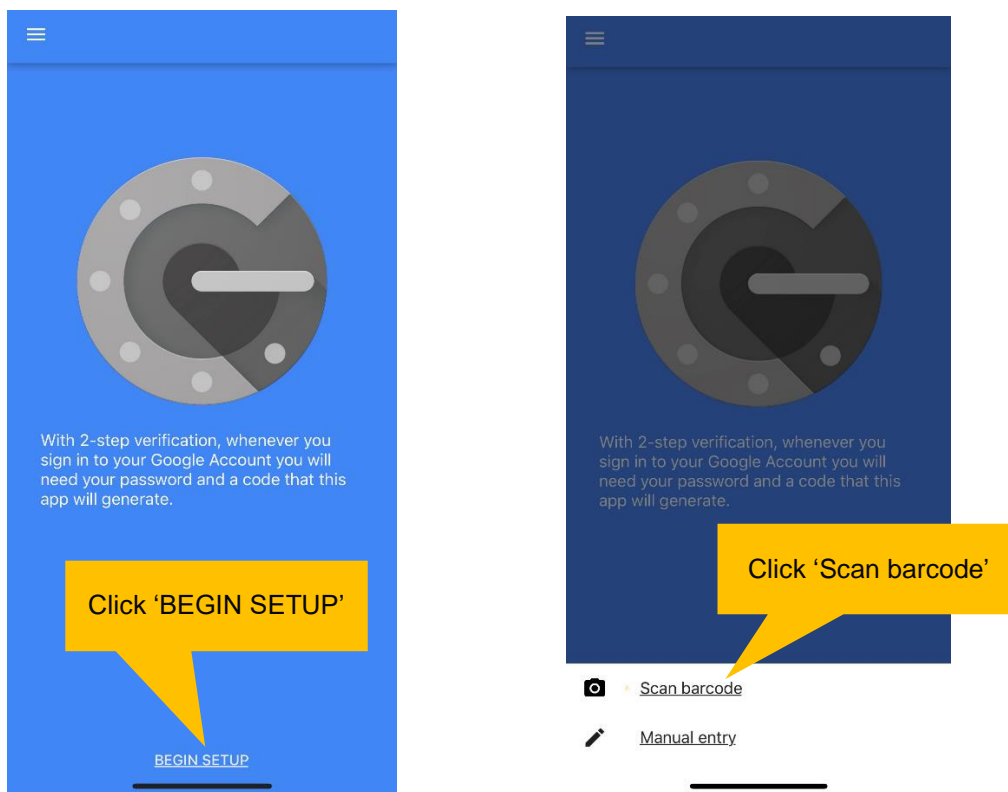 With 2-step verification, whenever you
sign in to your Google Account you will
need your password and a code that this
app will generate.
Click ‘BEGIN SETUP’
BEGIN SETUP
With 2-step verification, whenever you
sign in to your Google Account you will
need your password and a code that this
app will generate.
Click ‘Scan barcode’
Scan barcode
Manual entry